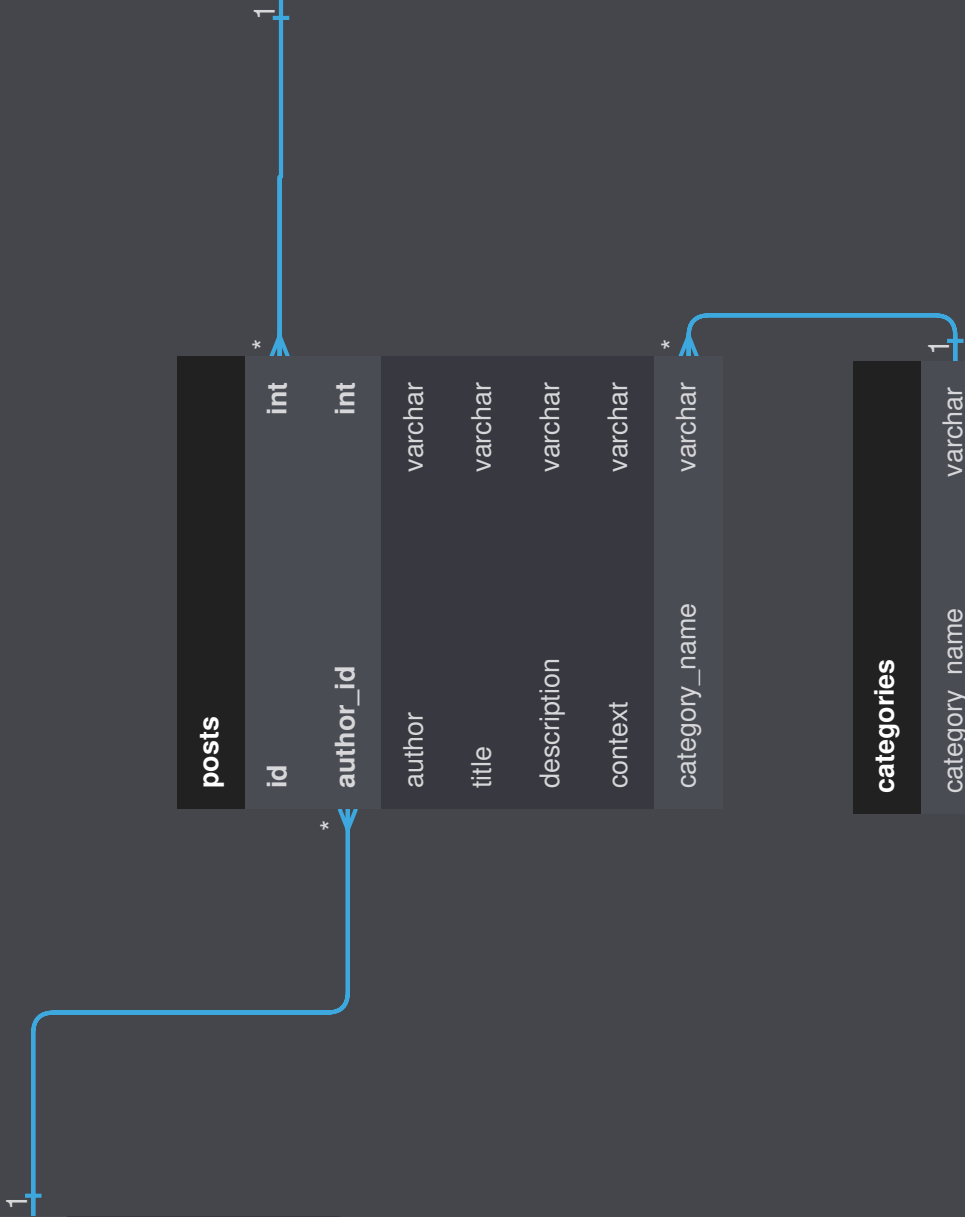 posts
id int
author_id int
author varchar
title varchar
description varchar
context varchar
category_name varchar
categories
category_name varchar
1
*
*
1
*
1